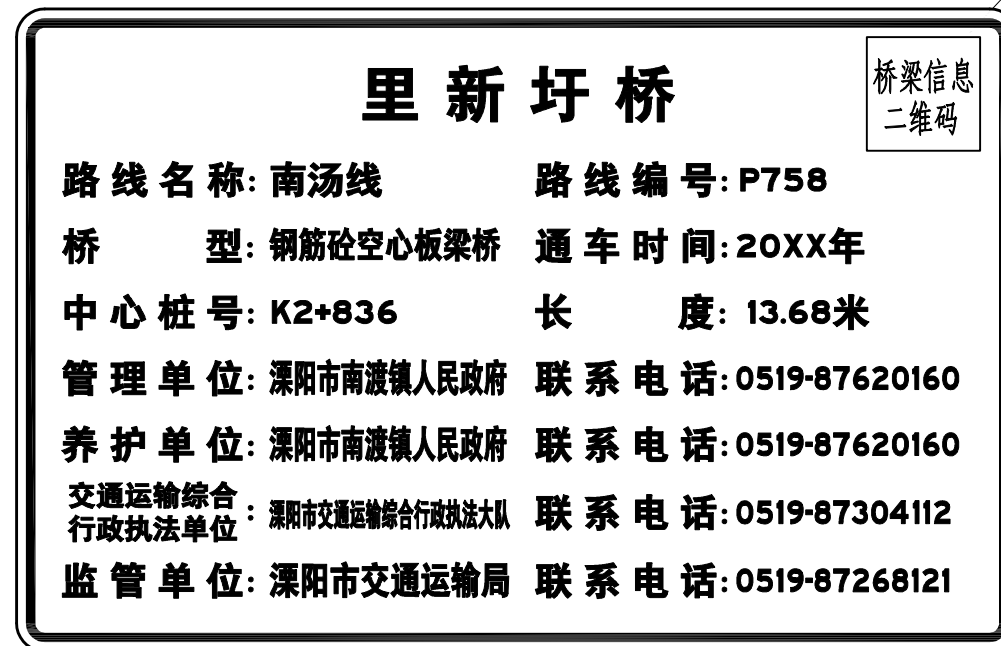 里新圩桥
桥梁信息
二维码
路线名称：南汤线 路线编号：P758
桥型：钢筋砼空心板梁桥 通车时间：20XX年
中心桩号：K2+836 长度：13.68米
管理单位：溧阳市南渡镇人民政府 联系电话：0519-87620160
养护单位：溧阳市南渡镇人民政府 联系电话：0519-87620160
交通运输综合
行政执法单位：溧阳市交通运输综合行政执法大队 联系电话：0519-87304112
监管单位：溧阳市交通运输局 联系电话：0519-87268121